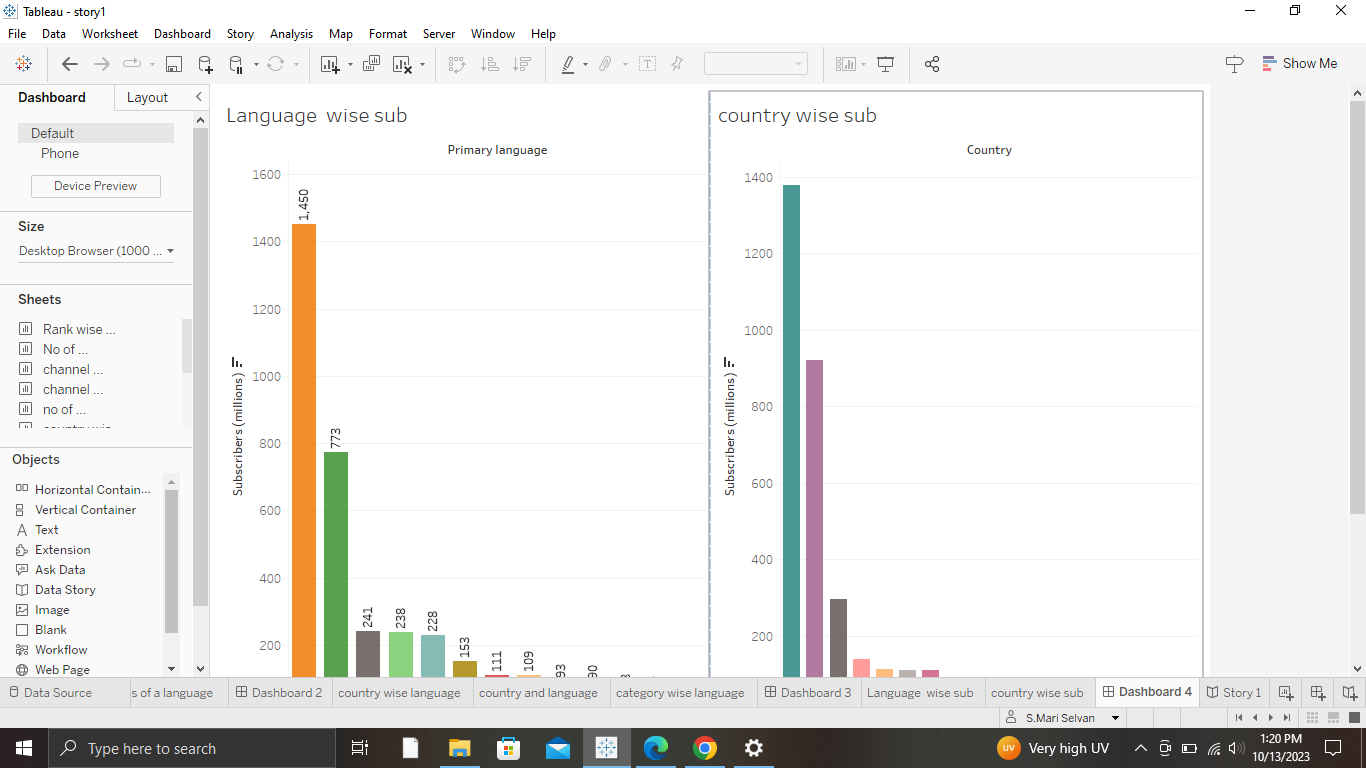 Tableau - story1
File Data Worksheet Dashboard Story Analysis Map Format Server Window Help
Show Me
Dashboard Layout
Default
Phone
Device Preview
Size
Desktop Browser (1000 ...
Sheets
Rank wise ...
No of ...
channel ...
channel ...
no of ...
Objects
Horizontal Contain...
Vertical Container
Text
Extension
Ask Data
Data Story
Image
Blank
Workflow
Web Page
Language wise sub
Primary language
Subscribers (millions)
1600
1400
1200
1000
800
600
400
200
1,450
773
241
238
228
153
111
109
93
90
country wise sub
Country
Subscribers (millions)
1400
1200
1000
800
600
400
200
Data Source s of a language Dashboard 2 country wise language country and language category wise language Dashboard 3 Language wise sub country wise sub Dashboard 4 Story 1
S.Mari Selvan
Type here to search
UV Very high UV
1:20 PM
10/13/2023